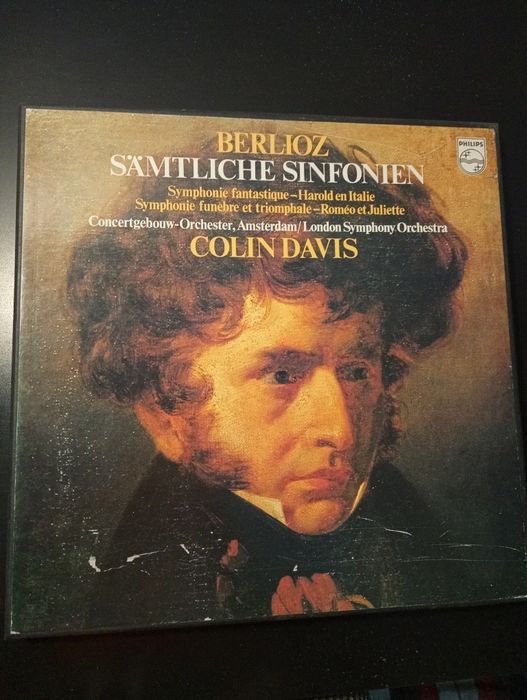 BERLIOZ
PHILIPS
SÄMTLICHE SINFONIEN
Symphonie fantastique – Harold en Italie
Symphonie funèbre et triomphale – Roméo et Juliette
Concertgebouw-Orchester, Amsterdam/London Symphony Orchestra
COLIN DAVIS